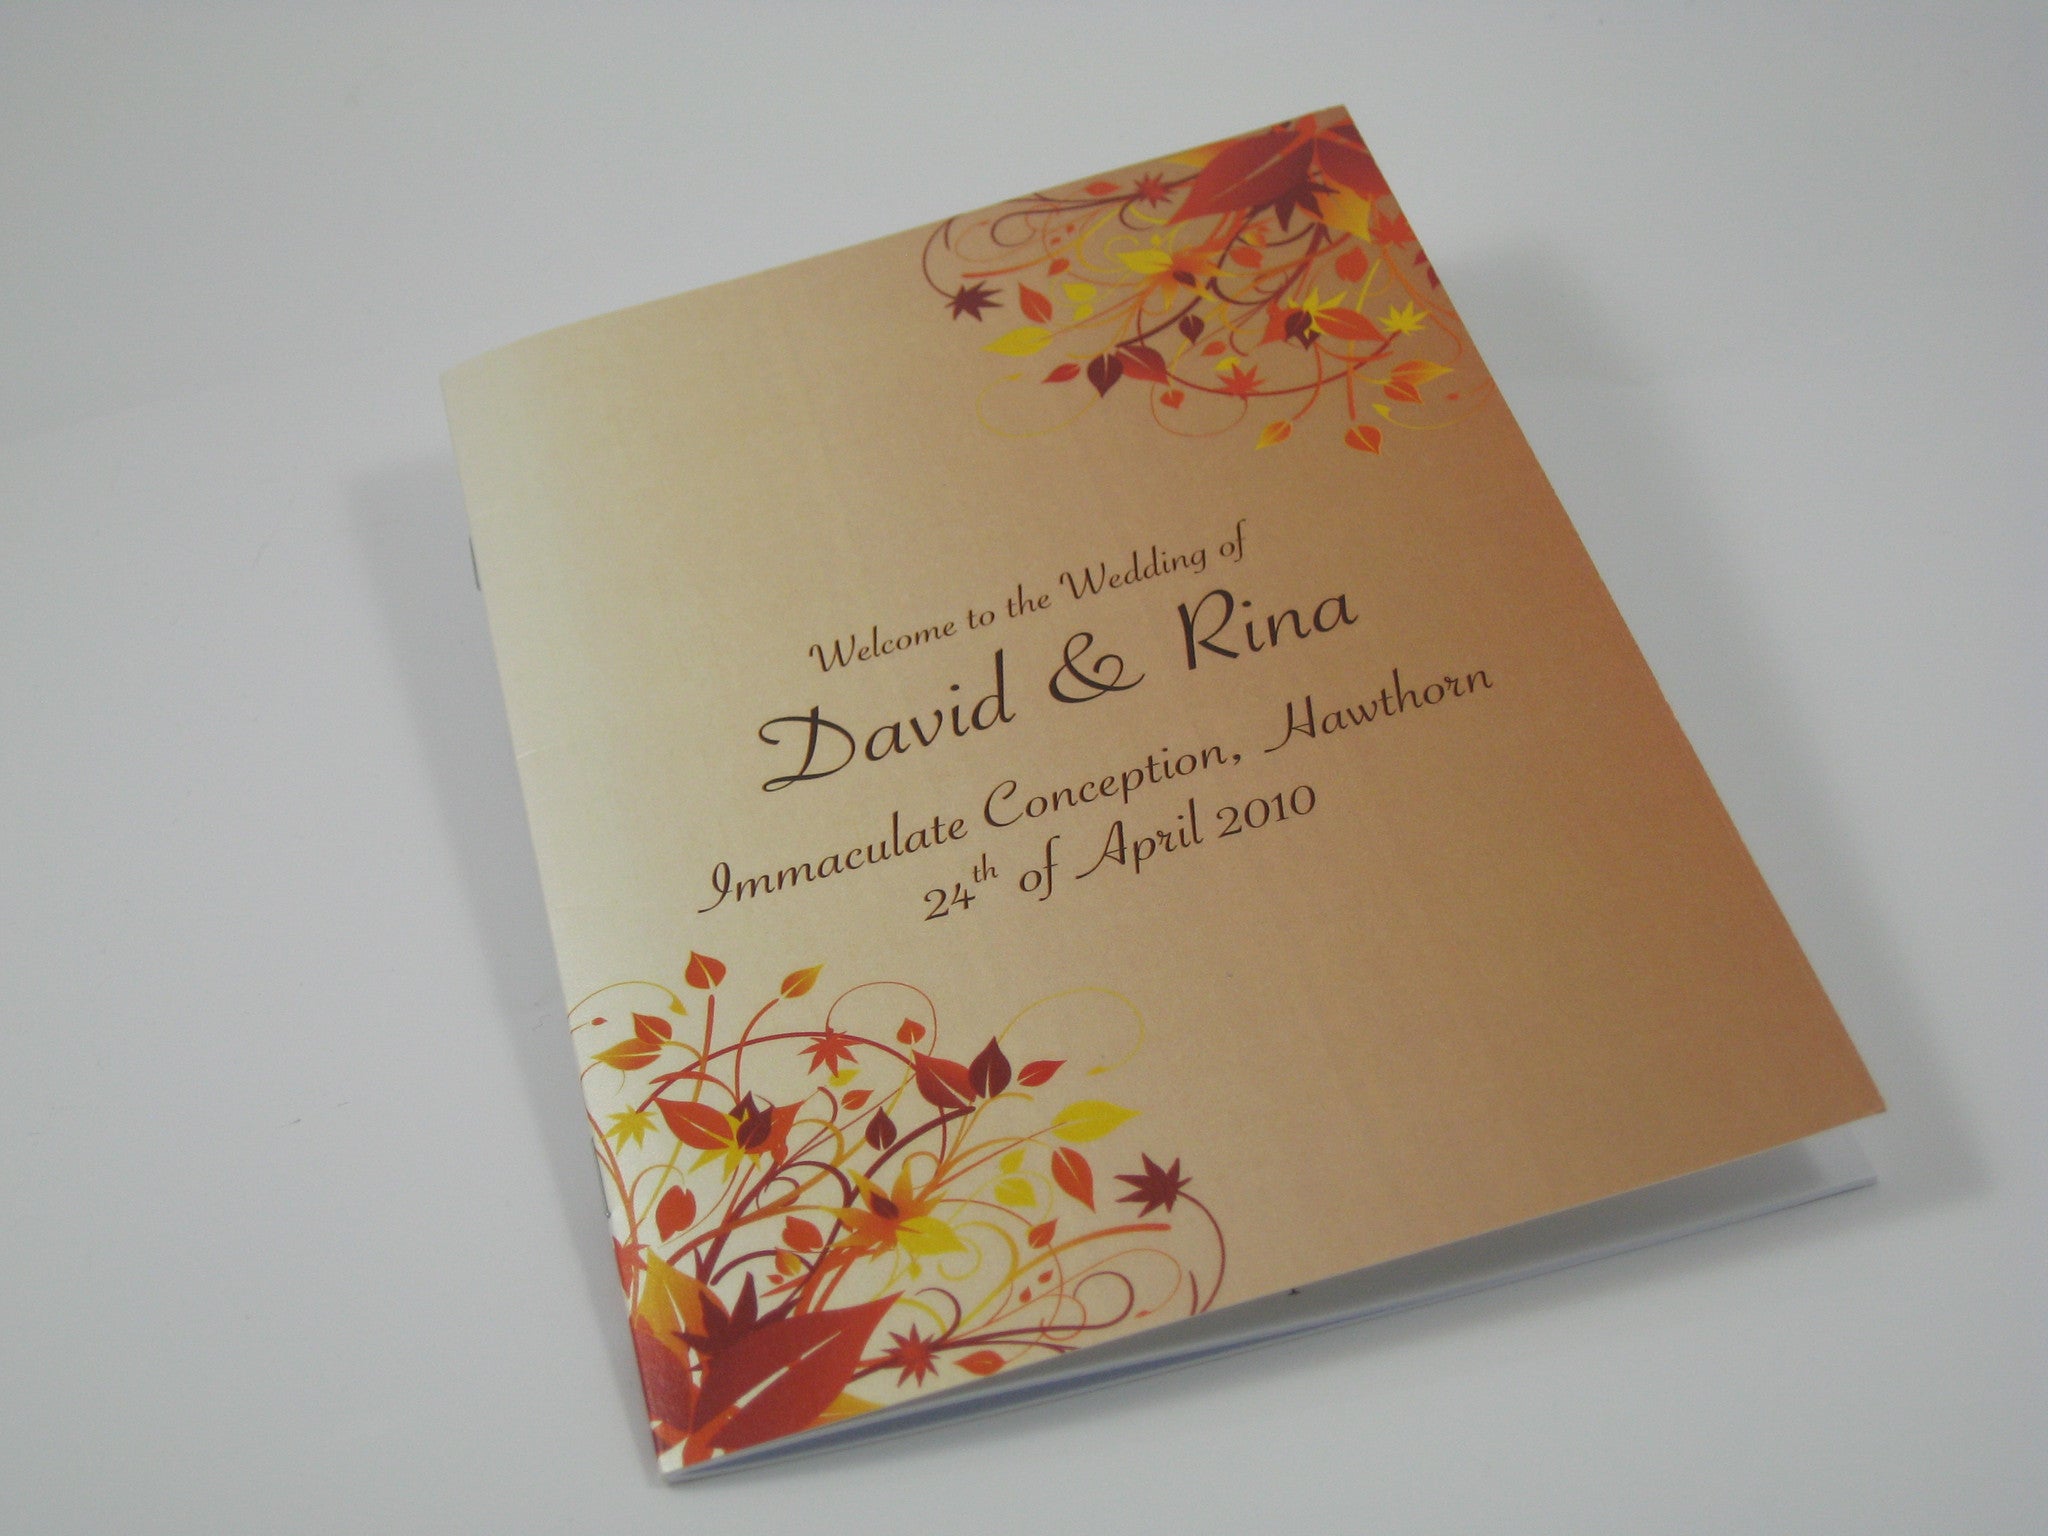 Welcome to the Wedding of
David & Rina
Immaculate Conception, Hawthorn
24th of April 2010